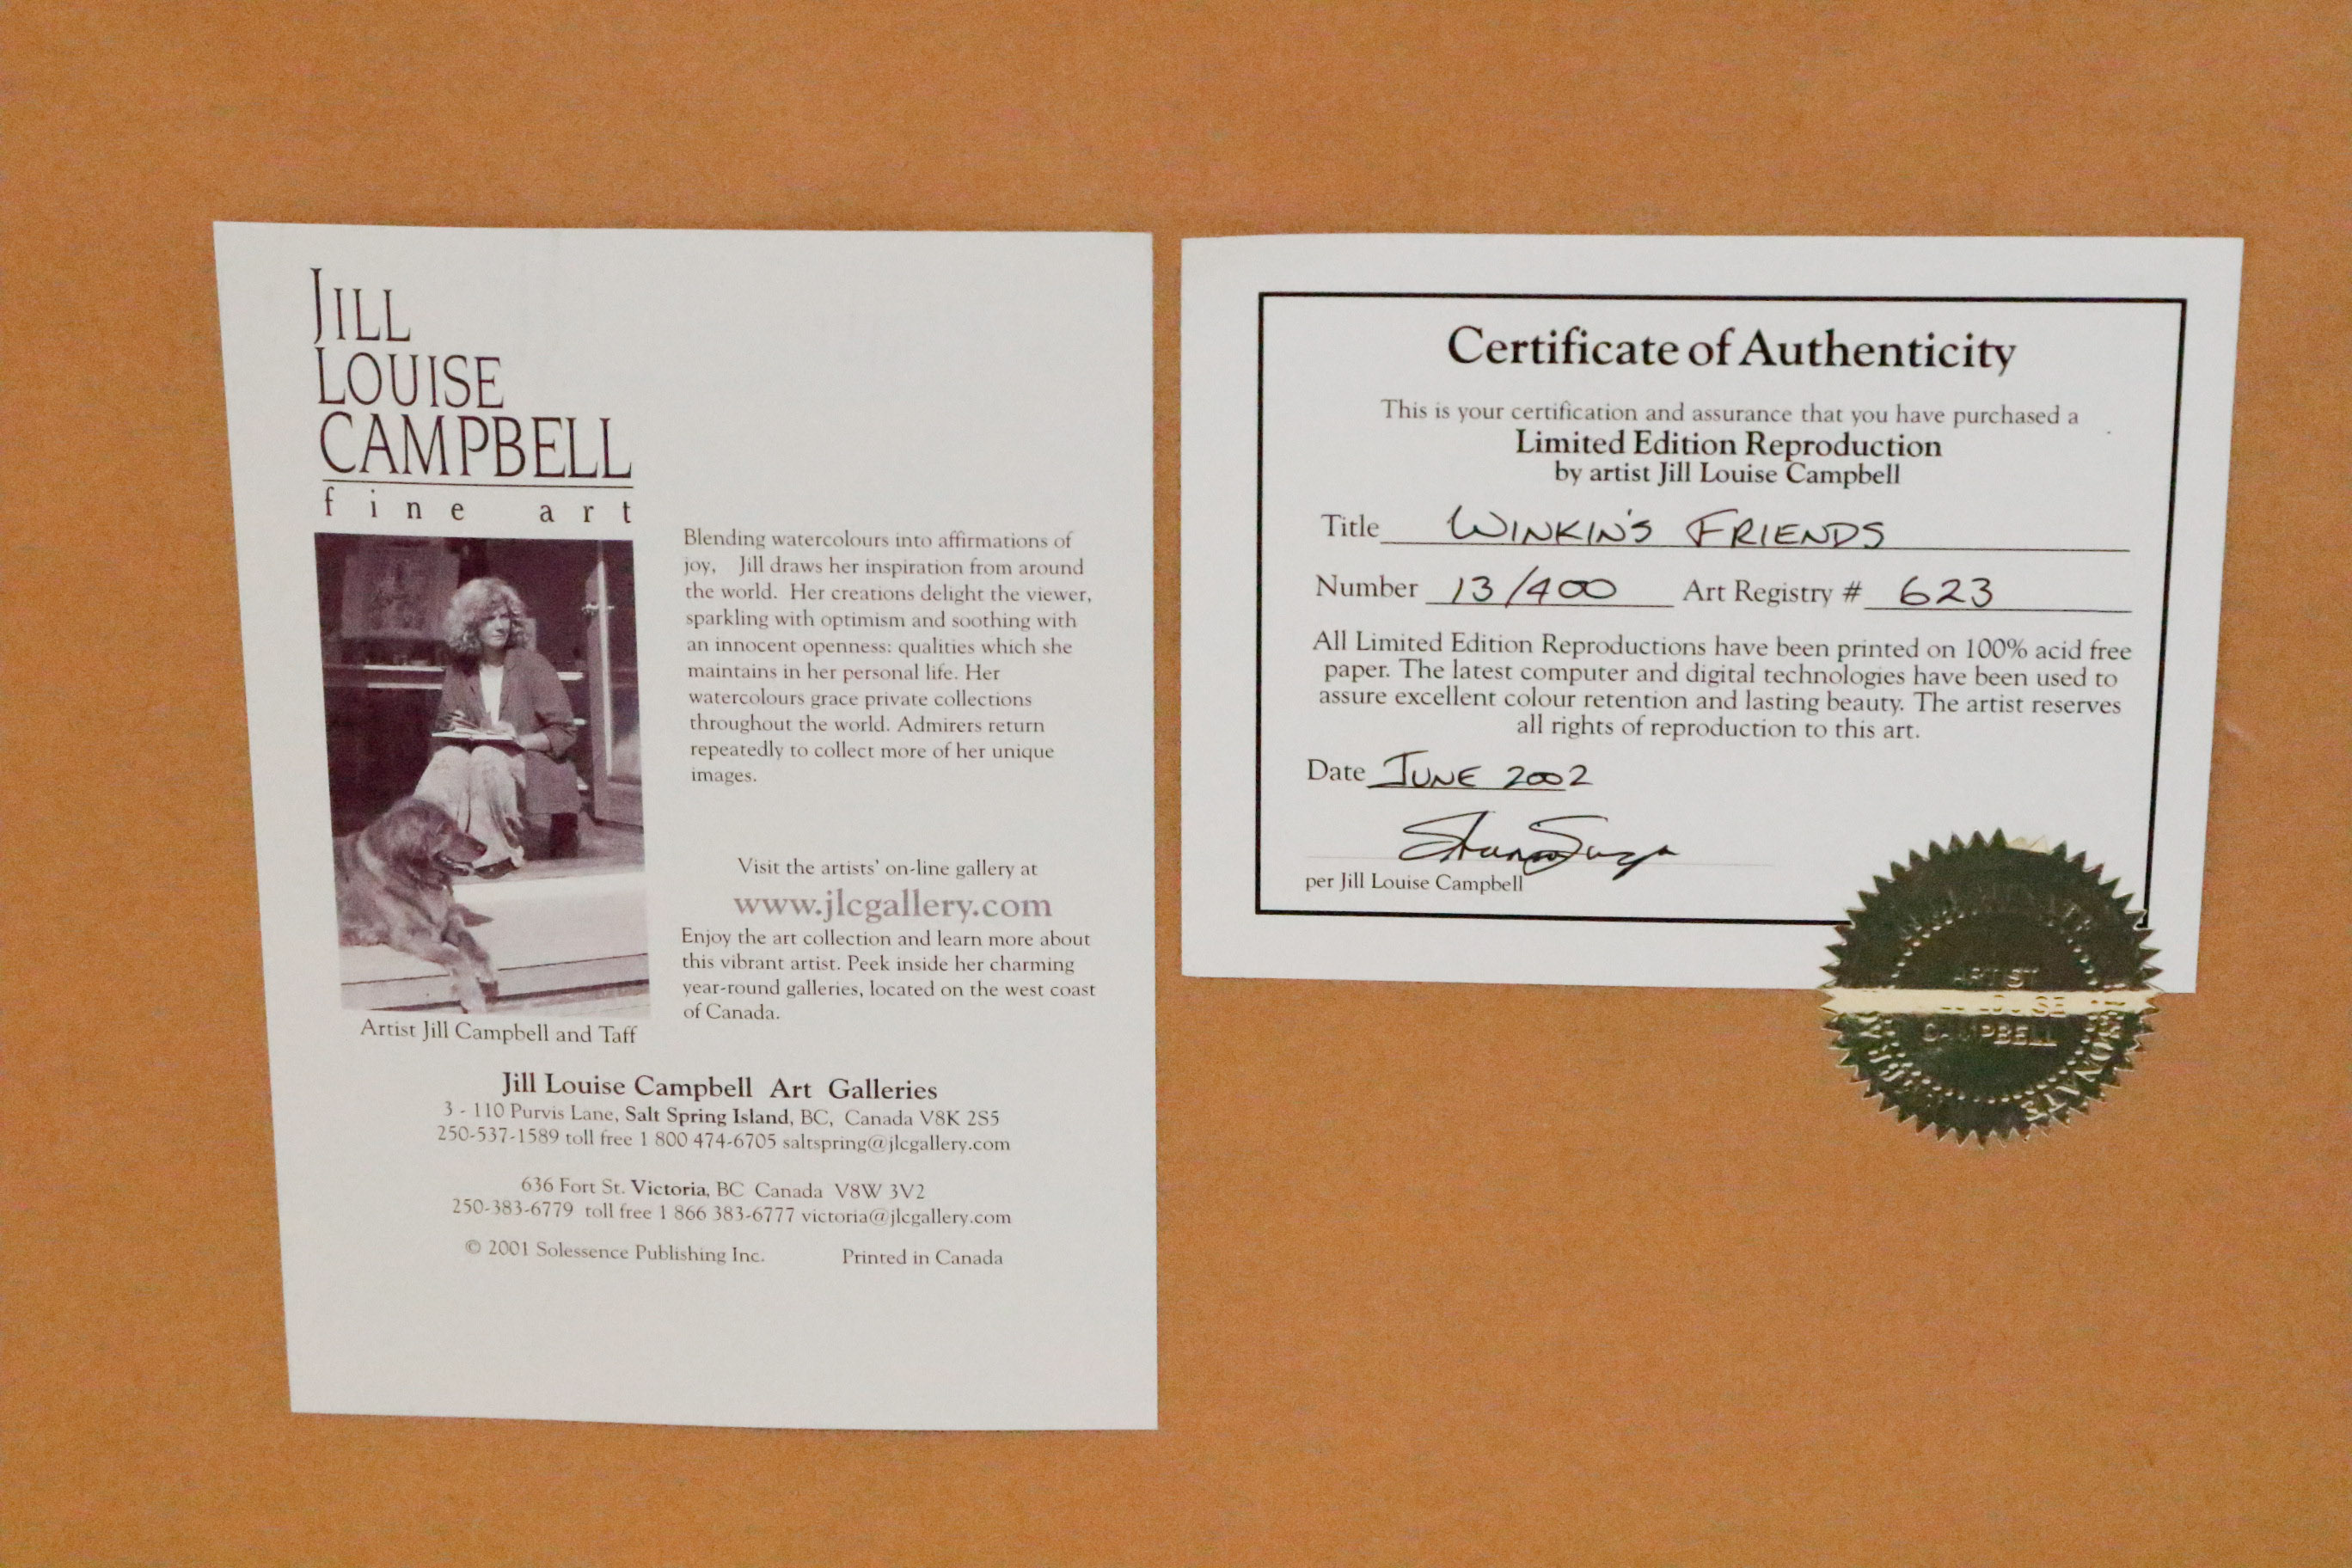 JILL
LOUISE
CAMPBELL
fine art
Blending watercolours into affirmations of
joy, Jill draws her inspiration from around
the world. Her creations delight the viewer,
sparkling with optimism and soothing with
an innocent openness: qualities which she
maintains in her personal life. Her
watercolours grace private collections
throughout the world. Admirers return
repeatedly to collect more of her unique
images.
Visit the artists' on-line gallery at
www.jlcgallery.com
Enjoy the art collection and learn more about
this vibrant artist. Peek inside her charming
year-round galleries, located on the west coast
of Canada.
Artist Jill Campbell and Taff
Jill Louise Campbell Art Galleries
3 - 110 Purvis Lane, Salt Spring Island, BC, Canada V8K 2S5
250-537-1589 toll free 1 800 474-6705 saltspring@jlcgallery.com
636 Fort St. Victoria, BC Canada V8W 3V2
250-383-6779 toll free 1 866 383-6777 victoria@jlcgallery.com
© 2001 Solessence Publishing Inc. Printed in Canada
Certificate of Authenticity
This is your certification and assurance that you have purchased a
Limited Edition Reproduction
by artist Jill Louise Campbell
Title WINKIN'S FRIENDS
Number 13/400 Art Registry # 623
All Limited Edition Reproductions have been printed on 100% acid free
paper. The latest computer and digital technologies have been used to
assure excellent colour retention and lasting beauty. The artist reserves
all rights of reproduction to this art.
Date JUNE 2002
per Jill Louise Campbell
ARTIST
CAMPBELL